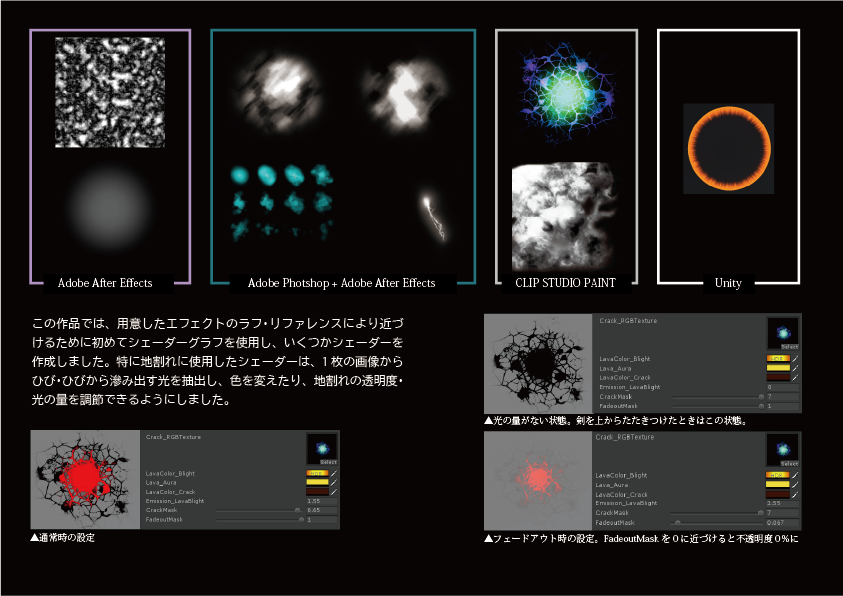 Adobe After Effects
Adobe Photshop + Adobe After Effects
CLIP STUDIO PAINT
Unity
この作品では、用意したエフェクトのラフ・リファレンスにより近づ
けるために初めてシェーダーグラフを使用し、いくつかシェーダーを
作成しました。特に地割れに使用したシェーダーは、１枚の画像から
ひび・ひびから滲み出す光を抽出し、色を変えたり、地割れの透明度・
光の量を調節できるようにしました。
Crack_RGBTexture
Select
LavaColor_Blight
HDR
Lava_Aura
LavaColor_Crack
Emission_LavaBlight 1.55
CrackMask 6.65
FadeoutMask 1
▲通常時の設定
Crack_RGBTexture
Select
LavaColor_Blight
HDR
Lava_Aura
LavaColor_Crack
Emission_LavaBlight 0
CrackMask 7
FadeoutMask 1
▲光の量がない状態。剣を上からたたきつけたときはこの状態。
Crack_RGBTexture
Select
LavaColor_Blight
HDR
Lava_Aura
LavaColor_Crack
Emission_LavaBlight 1.55
CrackMask 7
FadeoutMask 0.067
▲フェードアウト時の設定。FadeoutMask を０に近づけると不透明度０％に